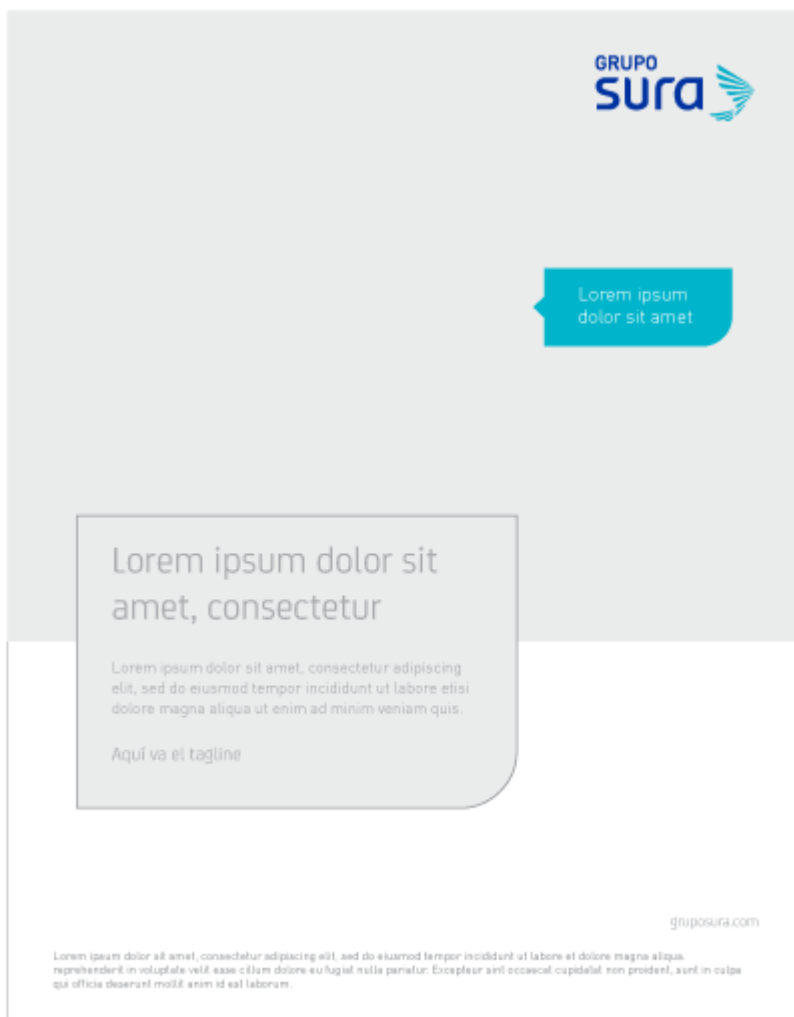 GRUPO
sura
Lorem ipsum
dolor sit amet
Lorem ipsum dolor sit
amet, consectetur
Lorem ipsum dolor sit amet, consectetur adipiscing
elit, sed do eiusmod tempor incididunt ut labore etisi
dolore magna aliqua ut enim ad minim veniam quis.
Aquí va el tagline
gruposura.com
Lorem ipsum dolor sit amet, consectetur adipiscing elit, sed do eiusmod tempor incididunt ut labore et dolore magna aliqua.
reprehenderit in voluptate velit esse cillum dolore eu fugiat nulla pariatur. Excepteur sint occaecat cupidatat non proident, sunt in culpa
qui officia deserunt mollit anim id est laborum.